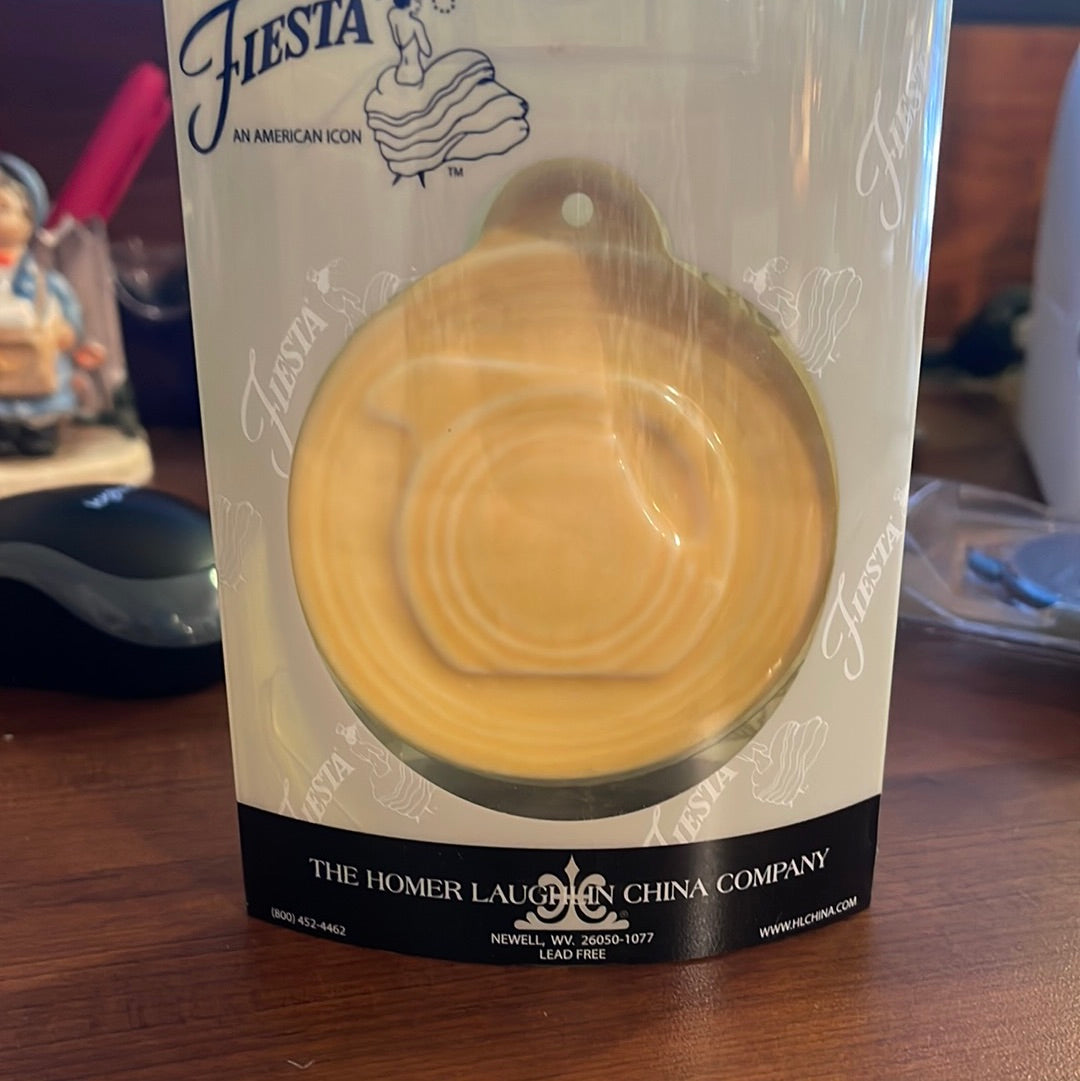 FIESTA
AN AMERICAN ICON
TM
FIESTA
FIESTA
FIESTA
FIESTA
FIESTA
THE HOMER LAUGHLIN CHINA COMPANY
(800) 452-4462
NEWELL, WV. 26050-1077
LEAD FREE
WWW.HLCHINA.COM